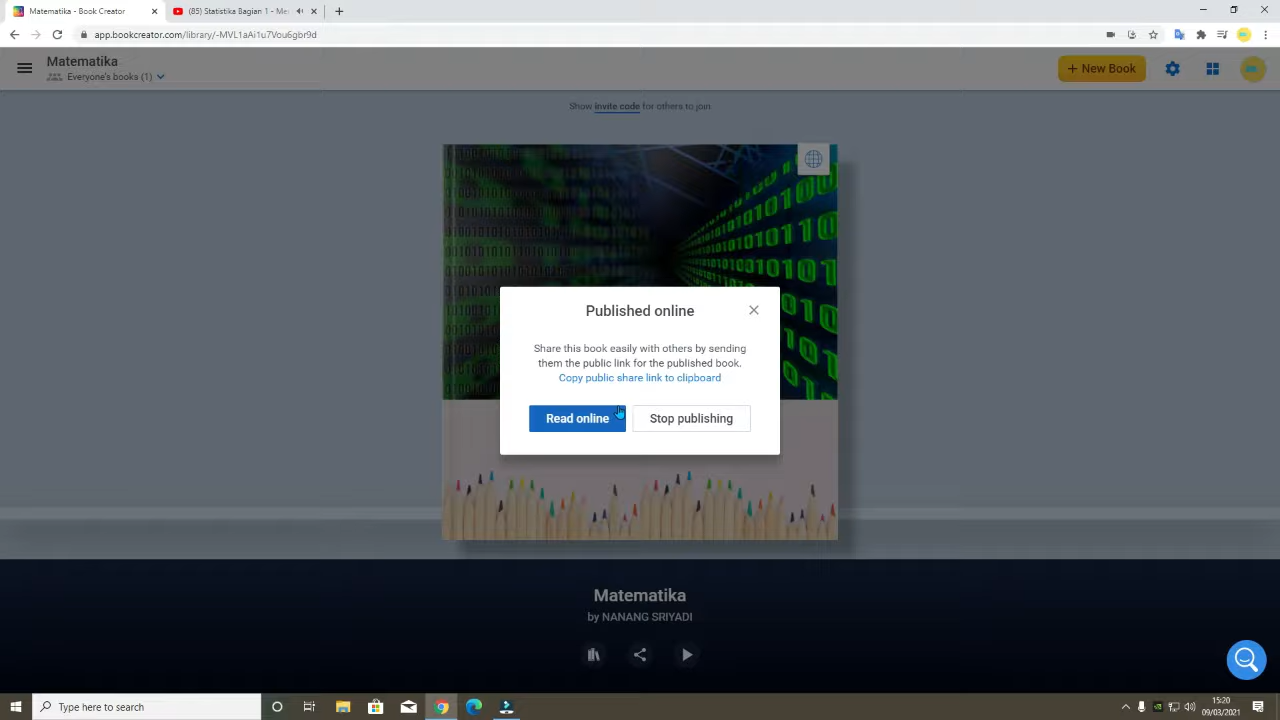 Matematika - Book Creator
(85) Statistika Bagian 1 - Me
app.bookcreator.com/library/-MVL1aAi1u7Vou6gbr9d
Matematika
Everyone's books (1)
+ New Book
Show invite code for others to join
Published online
Share this book easily with others by sending
them the public link for the published book.
Copy public share link to clipboard
Read online
Stop publishing
Matematika
by NANANG SRIYADI
Type here to search
15:20
09/03/2021